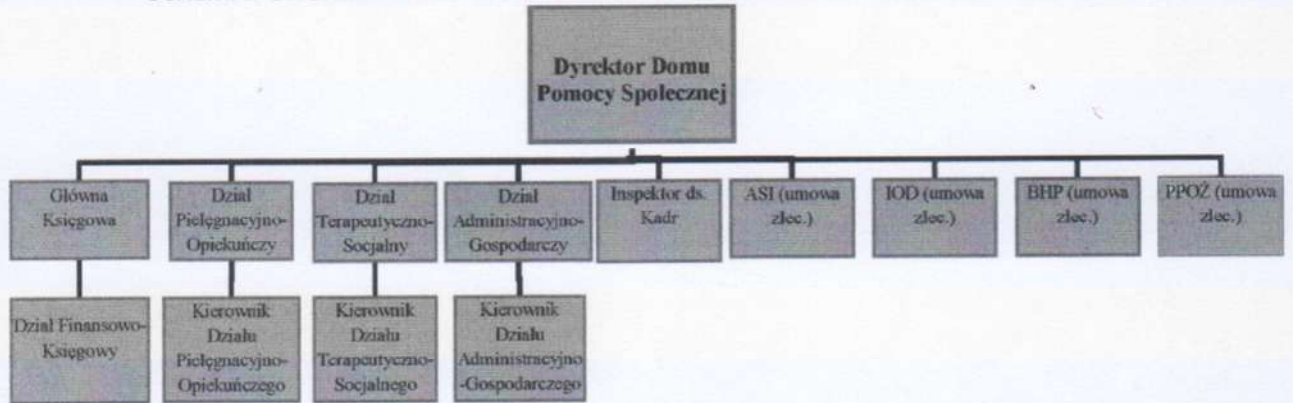 Dyrektor Domu
Pomocy Społecznej
Główna
Księgowa
Dział
Pielęgnacyjno-
Opiekuńczy
Dział
Terapeutyczno-
Socjalny
Dział
Administracyjno-
Gospodarczy
Inspektor ds.
Kadr
ASI (umowa
zlec.)
IOD (umowa
zlec.)
BHP (umowa
zlec.)
PPOŻ (umowa
zlec.)
Dział Finansowo-
Księgowy
Kierownik
Działu
Pielęgnacyjno-
Opiekuńczego
Kierownik
Działu
Terapeutyczno-
Socjalnego
Kierownik
Działu
Administracyjno
-Gospodarczego